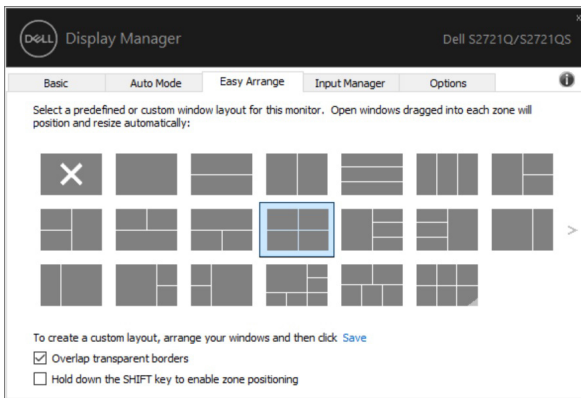 DELL Display Manager
Dell S2721Q/S2721QS
Basic Auto Mode Easy Arrange Input Manager Options
Select a predefined or custom window layout for this monitor. Open windows dragged into each zone will
position and resize automatically:
To create a custom layout, arrange your windows and then click Save
Overlap transparent borders
Hold down the SHIFT key to enable zone positioning